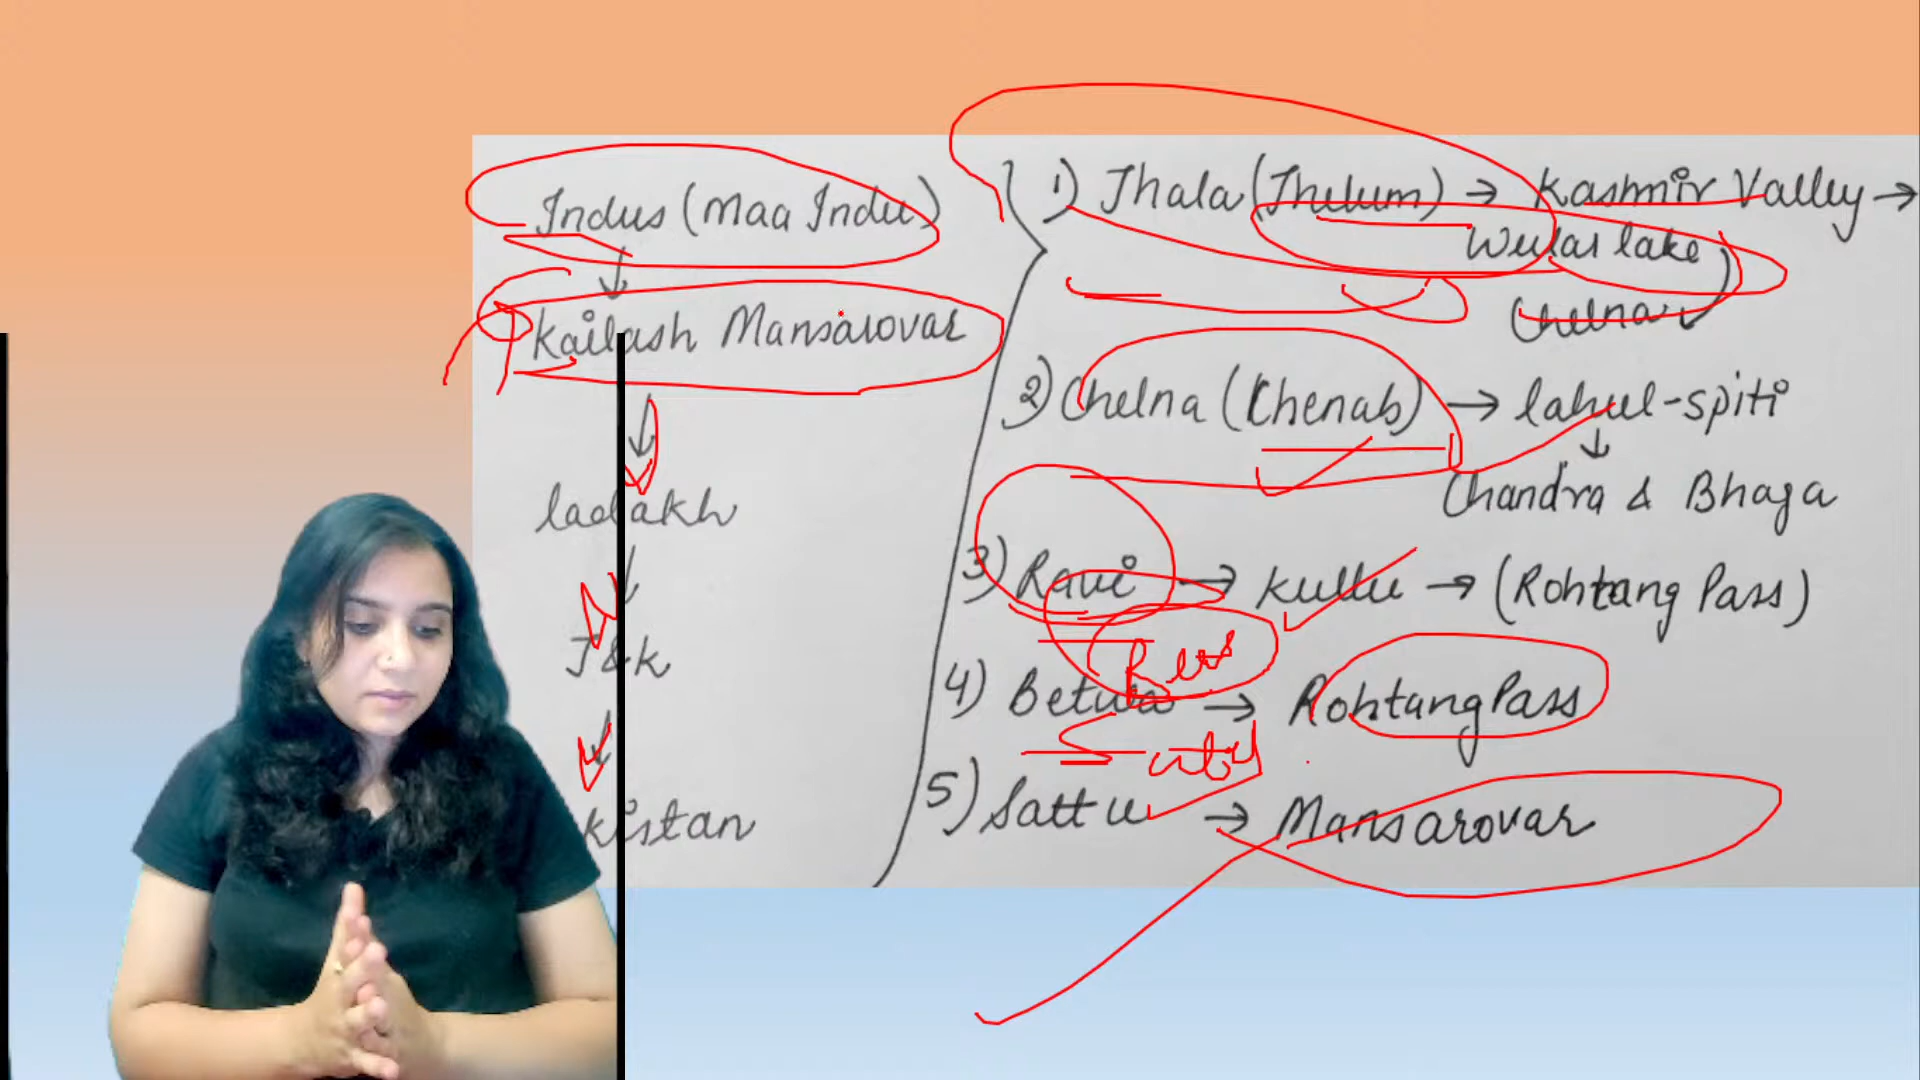 Indus (Maa Indu)
Kailash Mansarovar
ladakh
J&k
kistan
1) Jhala (Jhelum) → Kashmir Valley →
Wular lake
Chelna
2) Chelna (Chenab) → lahul-spiti
↓
Chandra & Bhaga
3) Ravi → Kullu → (Rohtang Pass)
4) → Rohtang Pass
5) Sattu → Mansarovar